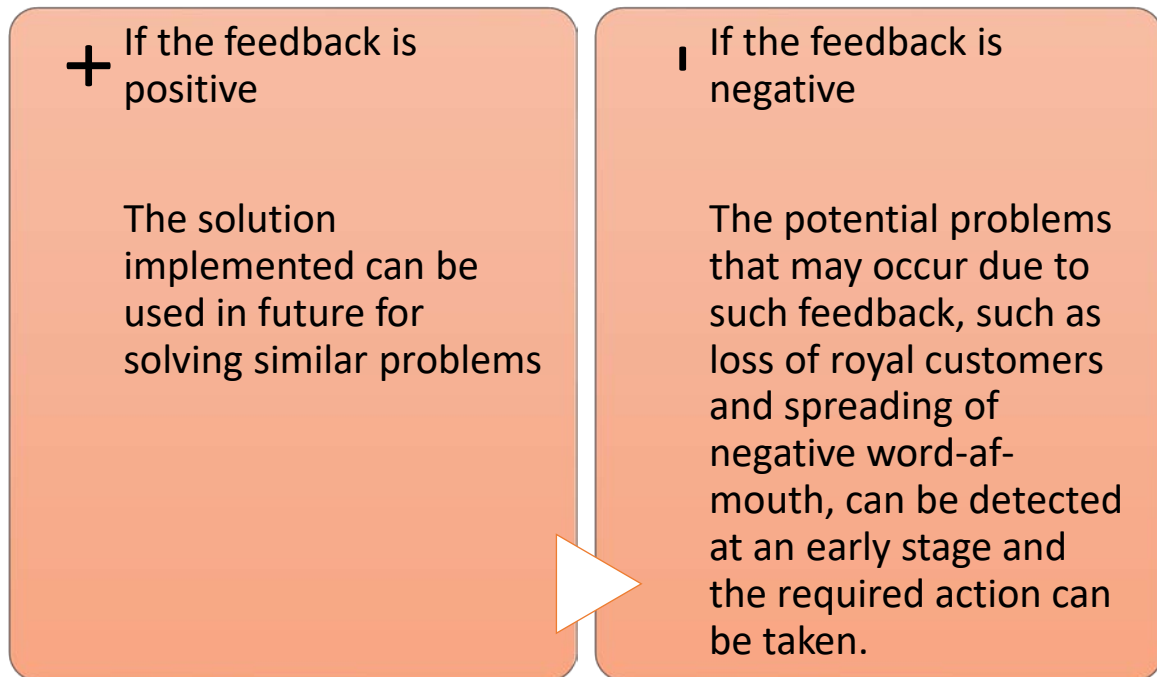 + If the feedback is
positive
The solution
implemented can be
used in future for
solving similar problems
- If the feedback is
negative
The potential problems
that may occur due to
such feedback, such as
loss of royal customers
and spreading of
negative word-af-
mouth, can be detected
at an early stage and
the required action can
be taken.